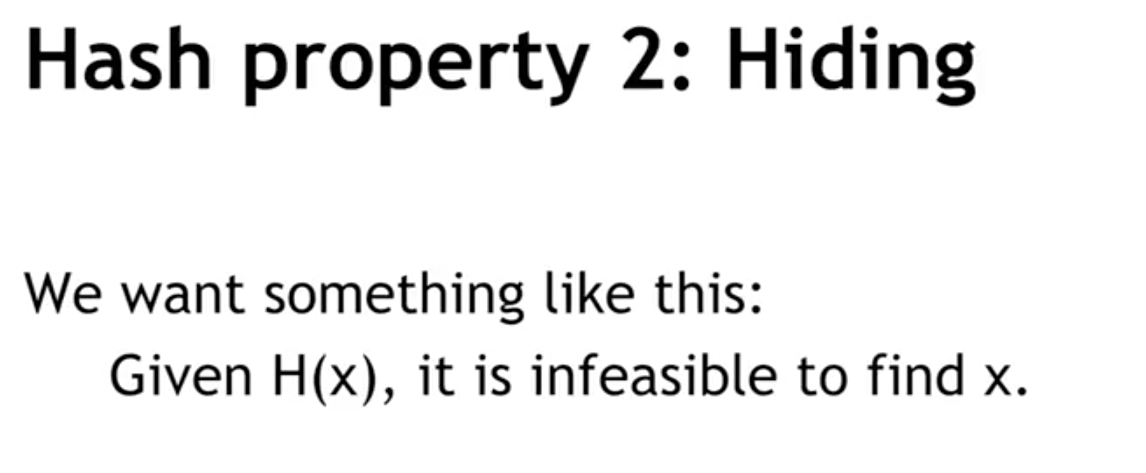 Hash property 2: Hiding
We want something like this:
Given H(x), it is infeasible to find x.